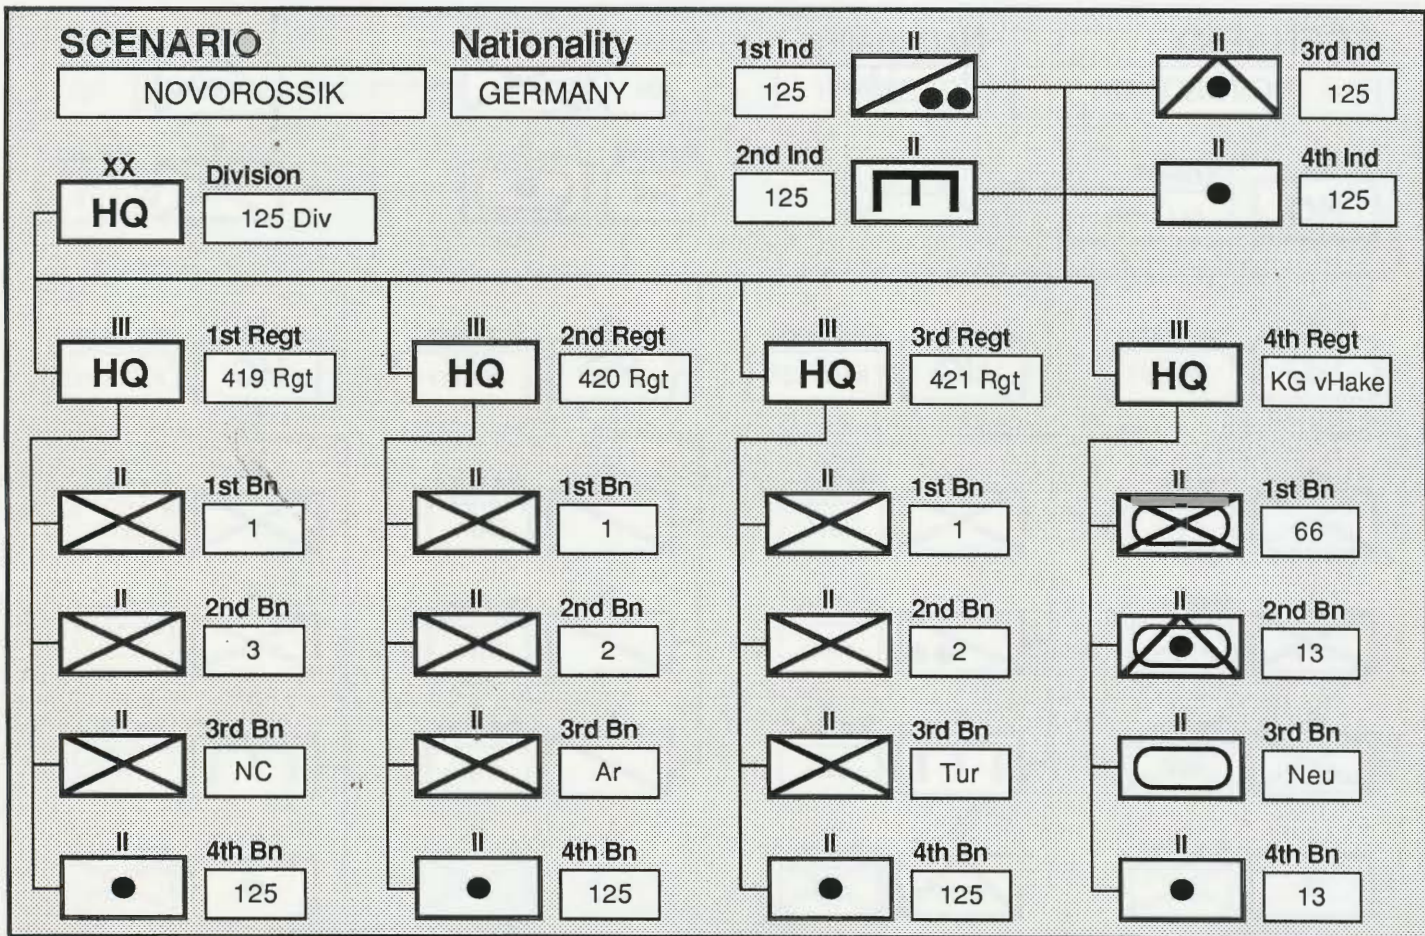 SCENARIO Nationality
NOVOROSSIK GERMANY
1st Ind II II 3rd Ind
125 125
2nd Ind II II 4th Ind
125 125
XX Division
HQ 125 Div
III 1st Regt III 2nd Regt III 3rd Regt III 4th Regt
HQ 419 Rgt HQ 420 Rgt HQ 421 Rgt HQ KG vHake
II 1st Bn II 1st Bn II 1st Bn II 1st Bn
1 1 1 66
II 2nd Bn II 2nd Bn II 2nd Bn II 2nd Bn
3 2 2 13
II 3rd Bn II 3rd Bn II 3rd Bn II 3rd Bn
NC Ar Tur Neu
II 4th Bn II 4th Bn II 4th Bn II 4th Bn
125 125 125 13